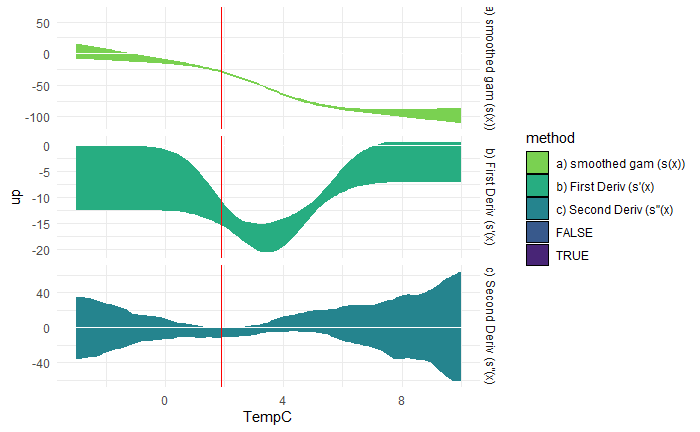 50
0
-50
-100
a) smoothed gam (s(x))
0
-5
-10
-15
-20
b) First Deriv (s'(x)
40
0
-40
c) Second Deriv (s''(x)
dn
0
4
8
TempC
method
a) smoothed gam (s(x))
b) First Deriv (s'(x)
c) Second Deriv (s''(x)
FALSE
TRUE